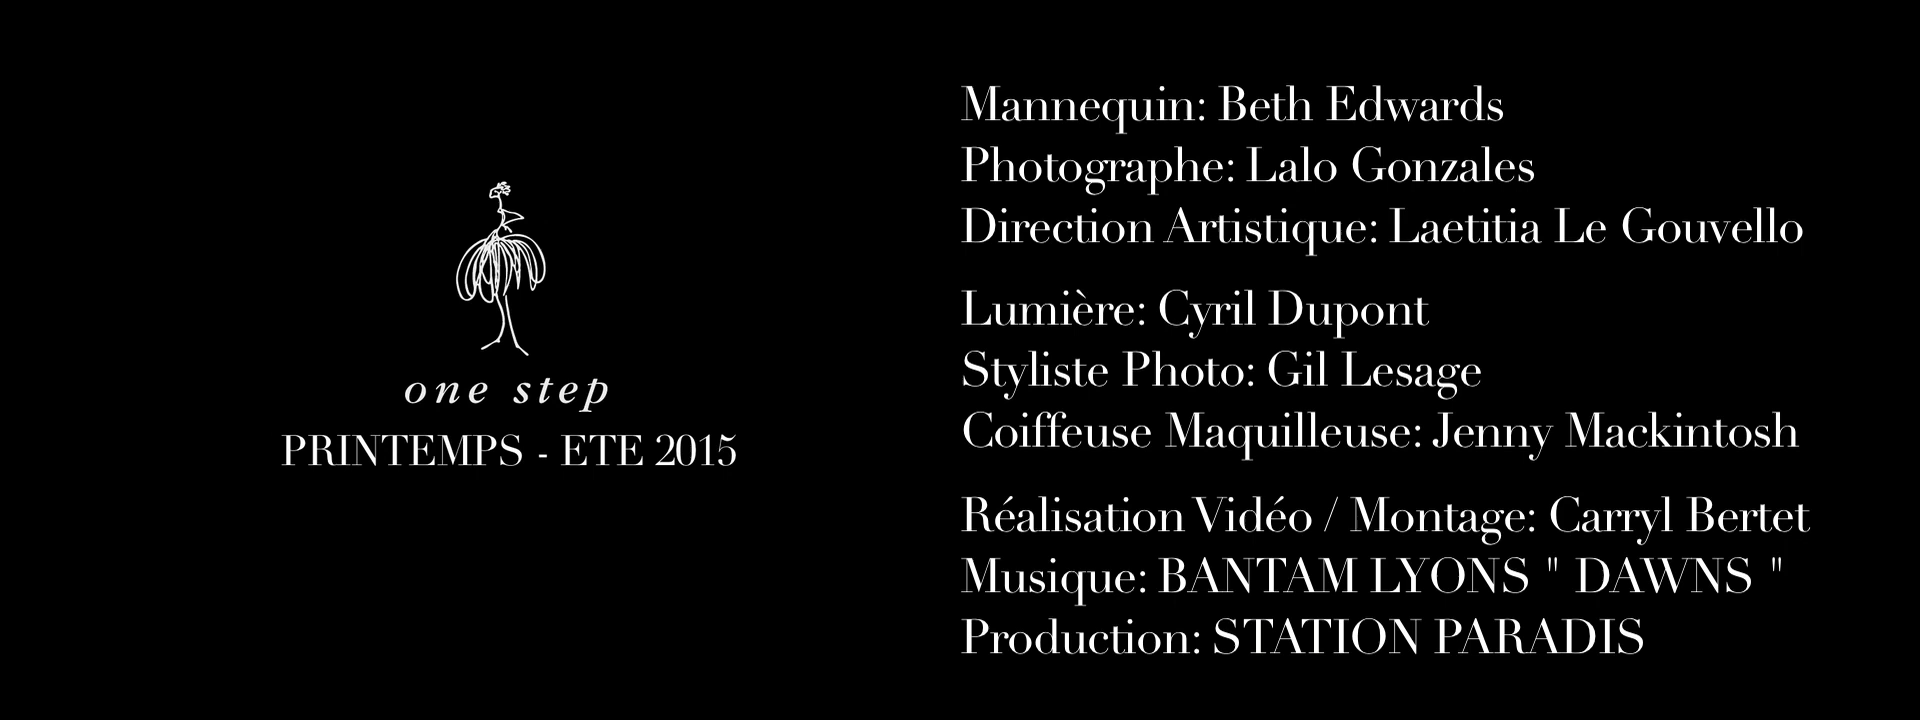 one step
PRINTEMPS - ETE 2015
Mannequin: Beth Edwards
Photographe: Lalo Gonzales
Direction Artistique: Laetitia Le Gouvello
Lumière: Cyril Dupont
Styliste Photo: Gil Lesage
Coiffeuse Maquilleuse: Jenny Mackintosh
Réalisation Vidéo / Montage: Carryl Bertet
Musique: BANTAM LYONS " DAWNS "
Production: STATION PARADIS